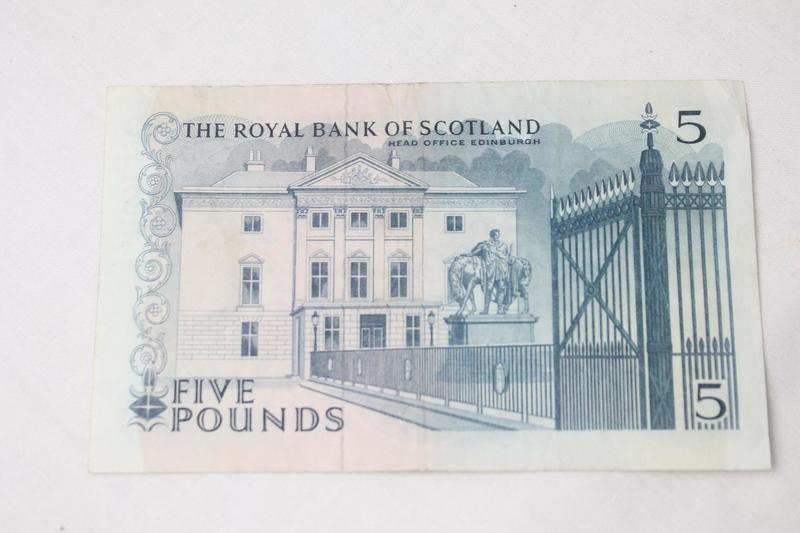 THE ROYAL BANK OF SCOTLAND
HEAD OFFICE EDINBURGH
5
FIVE
POUNDS
5